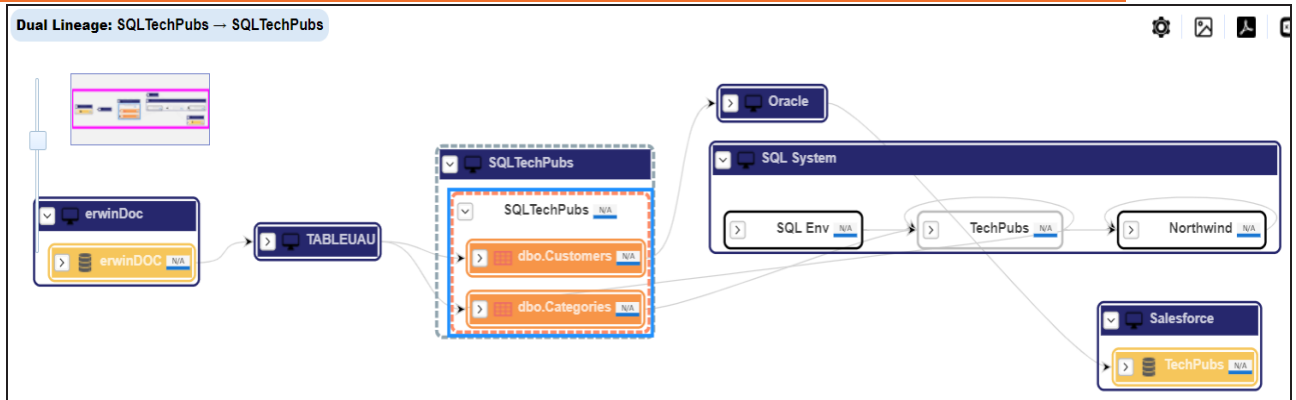 Dual Lineage: SQLTechPubs → SQLTechPubs
Oracle
SQLTechPubs
SQL System
SQLTechPubs N/A
erwinDoc
SQL Env N/A
TechPubs N/A
Northwind N/A
TABLEUAU
erwinDOC N/A
dbo.Customers N/A
dbo.Categories N/A
Salesforce
TechPubs N/A